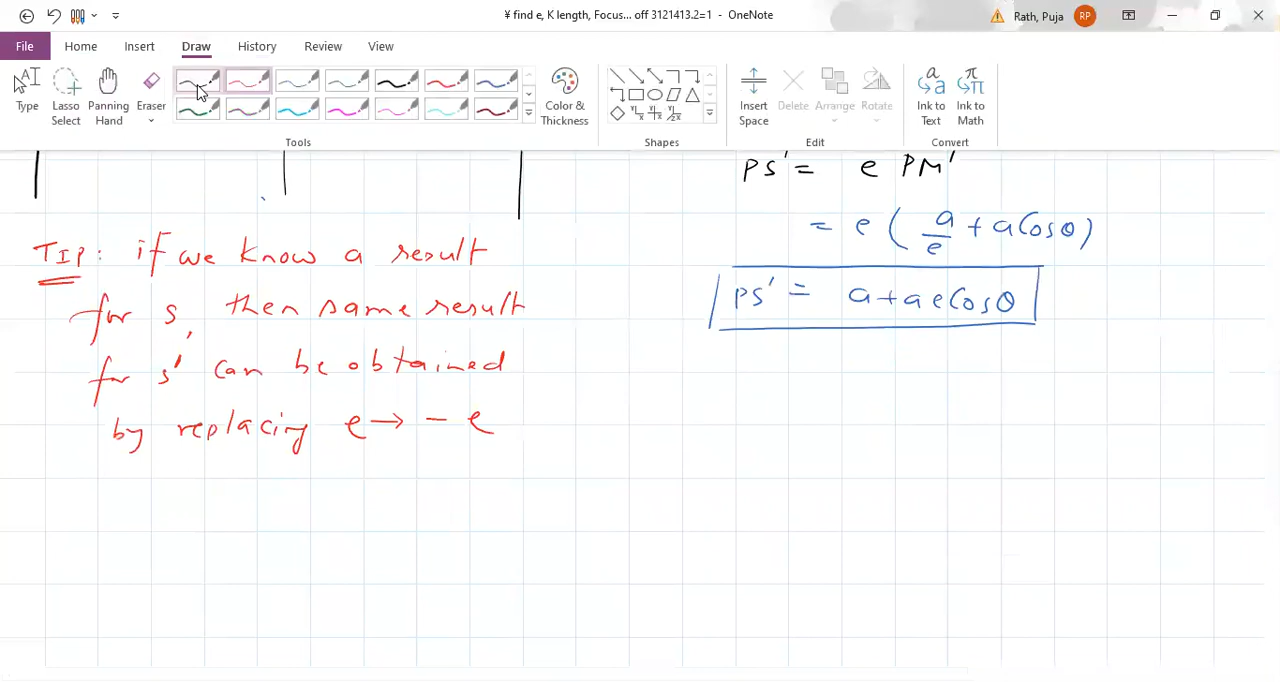 ¥ find e, K length, Focus... off 3121413.2=1 - OneNote
Rath, Puja
RP
File Home Insert Draw History Review View
Type
Lasso Select
Panning Hand
Eraser
Color & Thickness
Insert Space
Delete
Arrange
Rotate
Ink to Text
Ink to Math
Tools Shapes Edit Convert
PS' = e PM'
= e ( a/e + a Cos θ )
PS' = a + a e Cos θ
TIP: if we know a result
for s, then same result
for s' can be obtained
by replacing e → - e